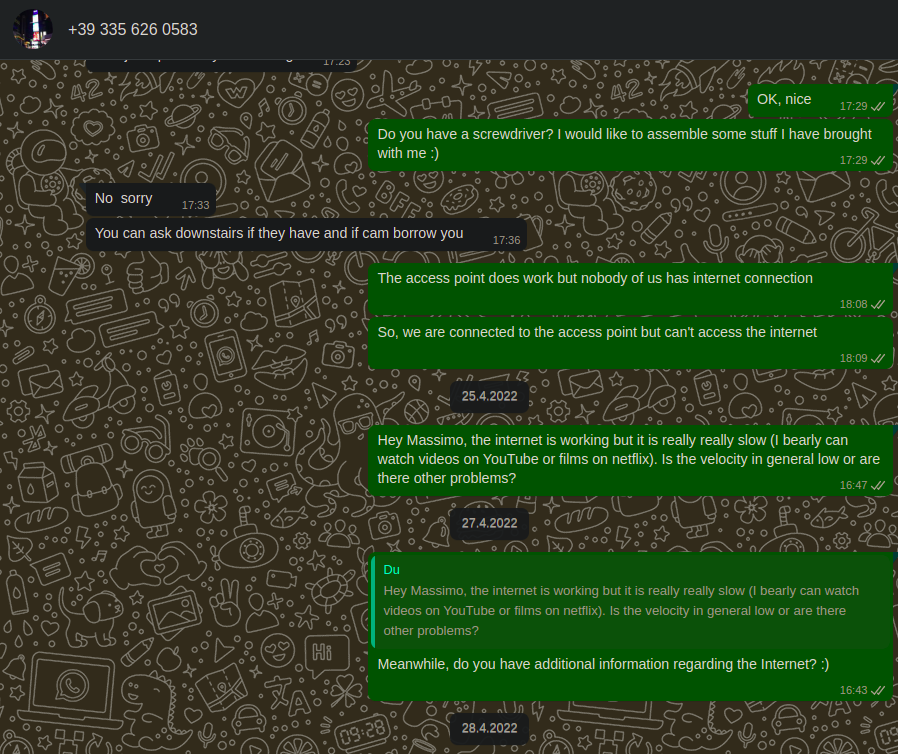 +39 335 626 0583
17:23
OK, nice
17:29
Do you have a screwdriver? I would like to assemble some stuff I have brought
with me :)
17:29
No sorry
17:33
You can ask downstairs if they have and if cam borrow you
17:36
The access point does work but nobody of us has internet connection
18:08
So, we are connected to the access point but can't access the internet
18:09
25.4.2022
Hey Massimo, the internet is working but it is really really slow (I bearly can
watch videos on YouTube or films on netflix). Is the velocity in general low or are
there other problems?
16:47
27.4.2022
Du
Hey Massimo, the internet is working but it is really really slow (I bearly can watch
videos on YouTube or films on netflix). Is the velocity in general low or are there
other problems?
Meanwhile, do you have additional information regarding the Internet? :)
16:43
28.4.2022